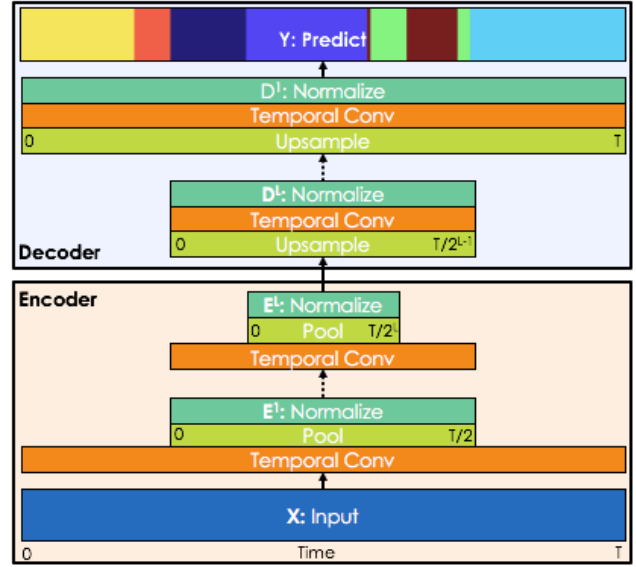 Y: Predict
D¹: Normalize
Temporal Conv
0 Upsample T
Dᴸ: Normalize
Temporal Conv
0 Upsample T/2ᴸ⁻¹
Decoder
Encoder
Eᴸ: Normalize
0 Pool T/2ᴸ
Temporal Conv
E¹: Normalize
0 Pool T/2
Temporal Conv
X: Input
0 Time T